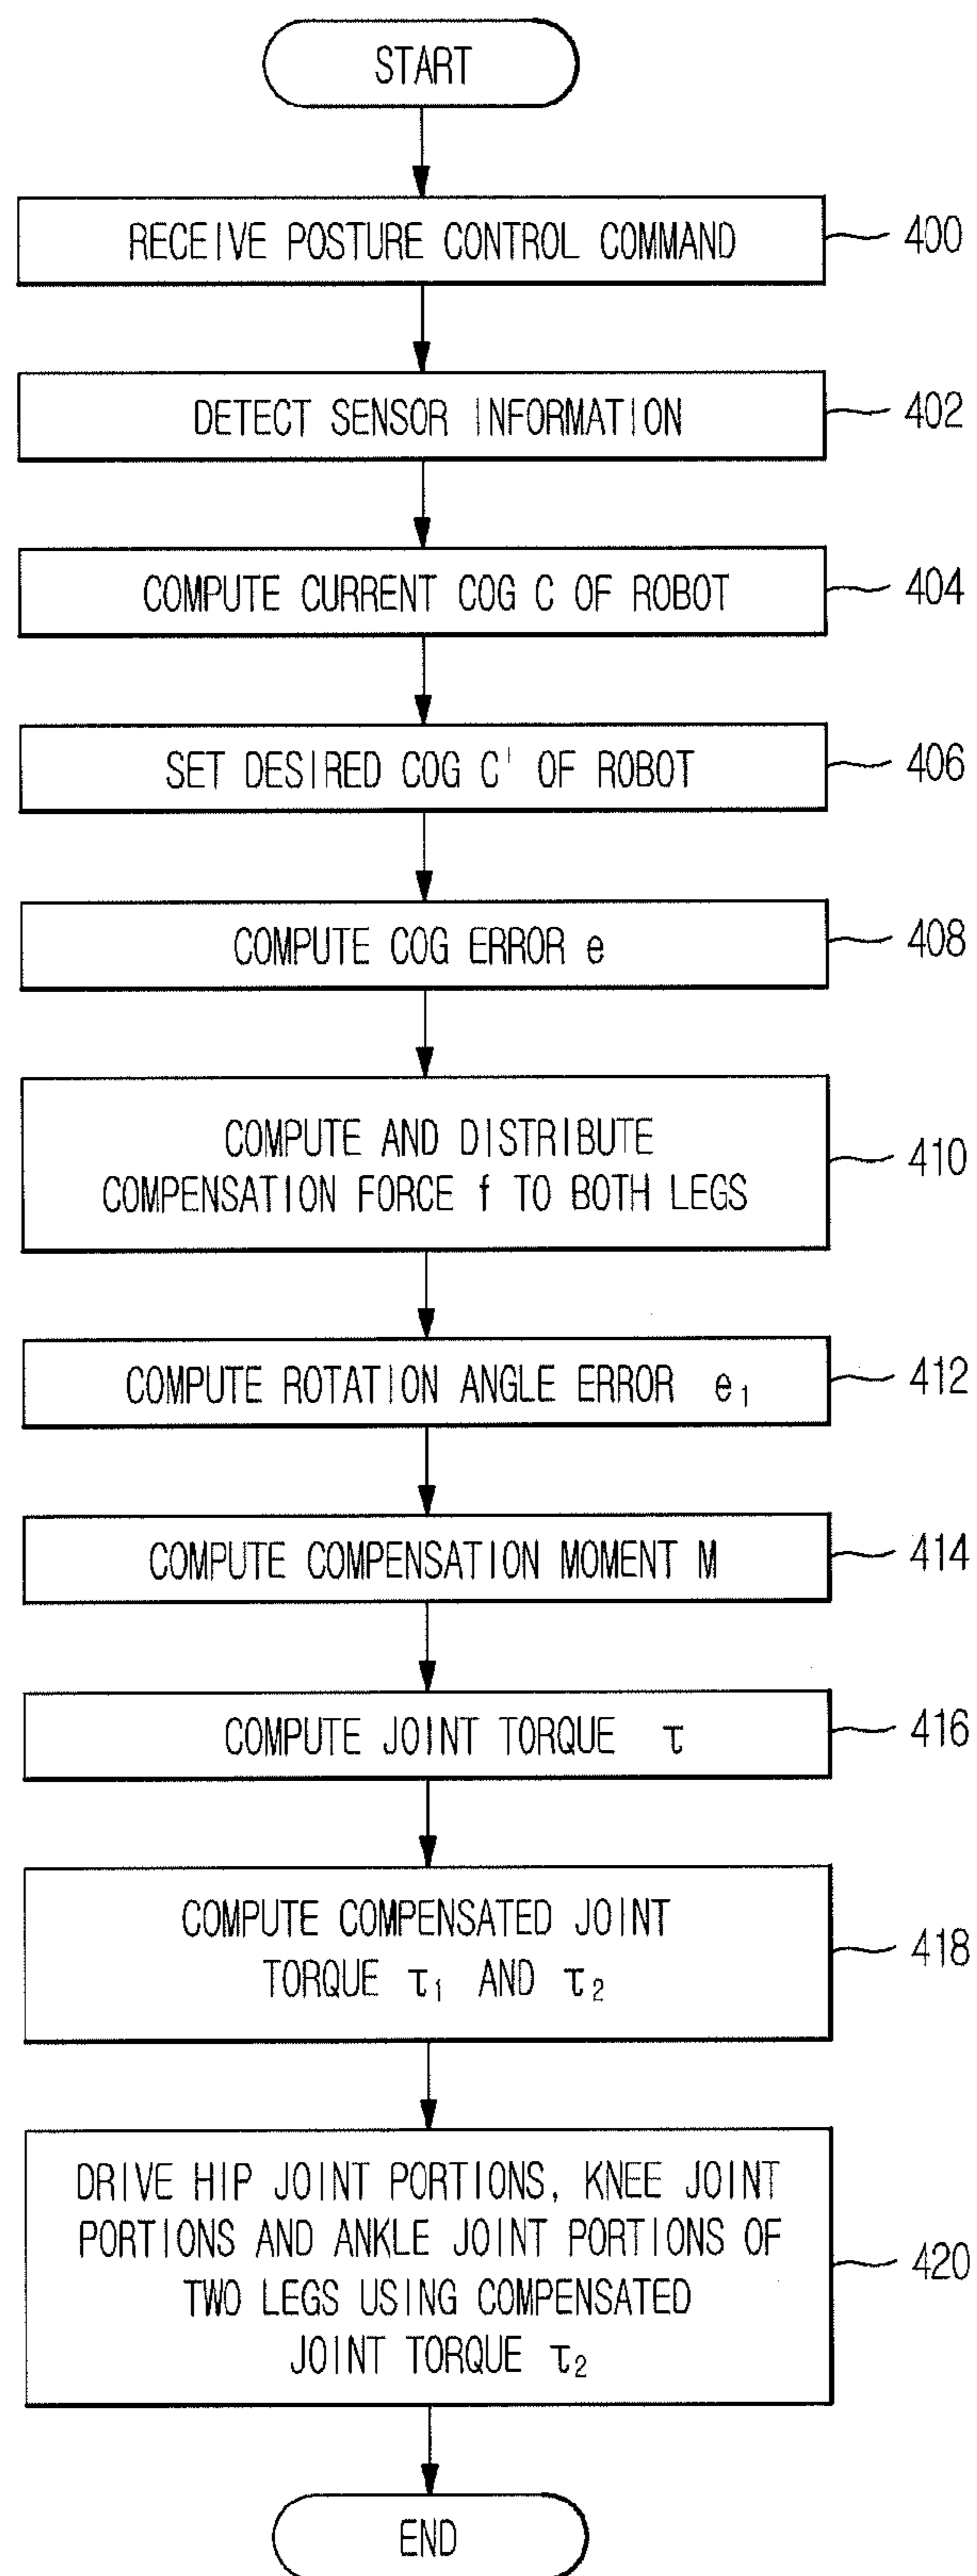 START
RECEIVE POSTURE CONTROL COMMAND
400
DETECT SENSOR INFORMATION
402
COMPUTE CURRENT COG C OF ROBOT
404
SET DESIRED COG C' OF ROBOT
406
COMPUTE COG ERROR e
408
COMPUTE AND DISTRIBUTE
COMPENSATION FORCE f TO BOTH LEGS
410
COMPUTE ROTATION ANGLE ERROR e₁
412
COMPUTE COMPENSATION MOMENT M
414
COMPUTE JOINT TORQUE τ
416
COMPUTE COMPENSATED JOINT
TORQUE τ₁ AND τ₂
418
DRIVE HIP JOINT PORTIONS, KNEE JOINT
PORTIONS AND ANKLE JOINT PORTIONS OF
TWO LEGS USING COMPENSATED
JOINT TORQUE τ₂
420
END